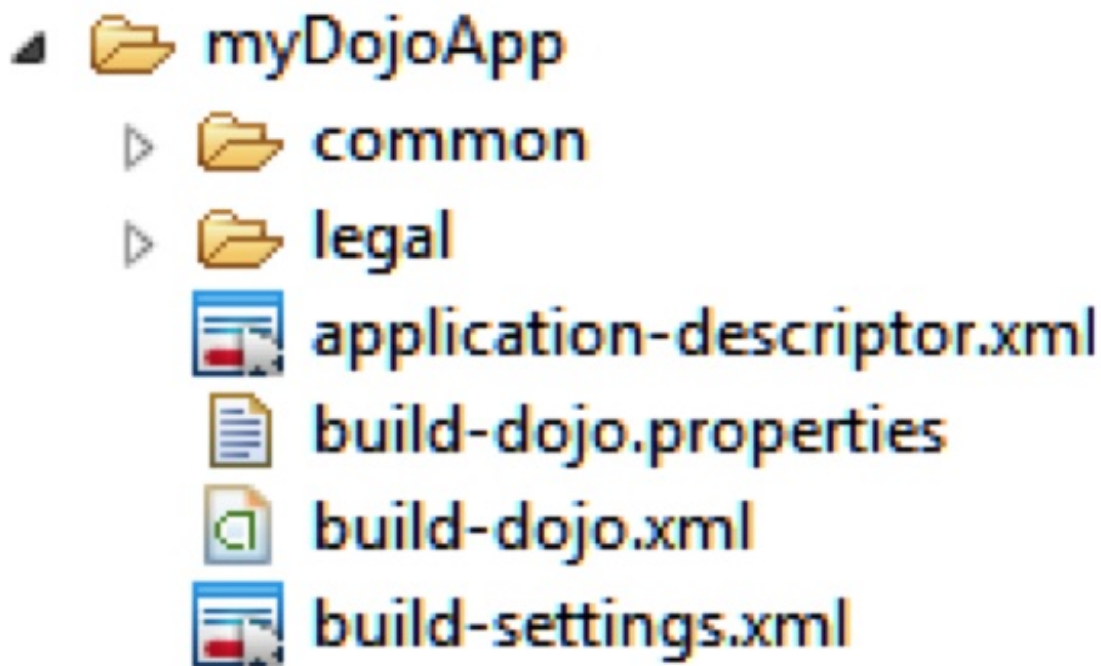 myDojoApp
common
legal
application-descriptor.xml
build-dojo.properties
build-dojo.xml
build-settings.xml